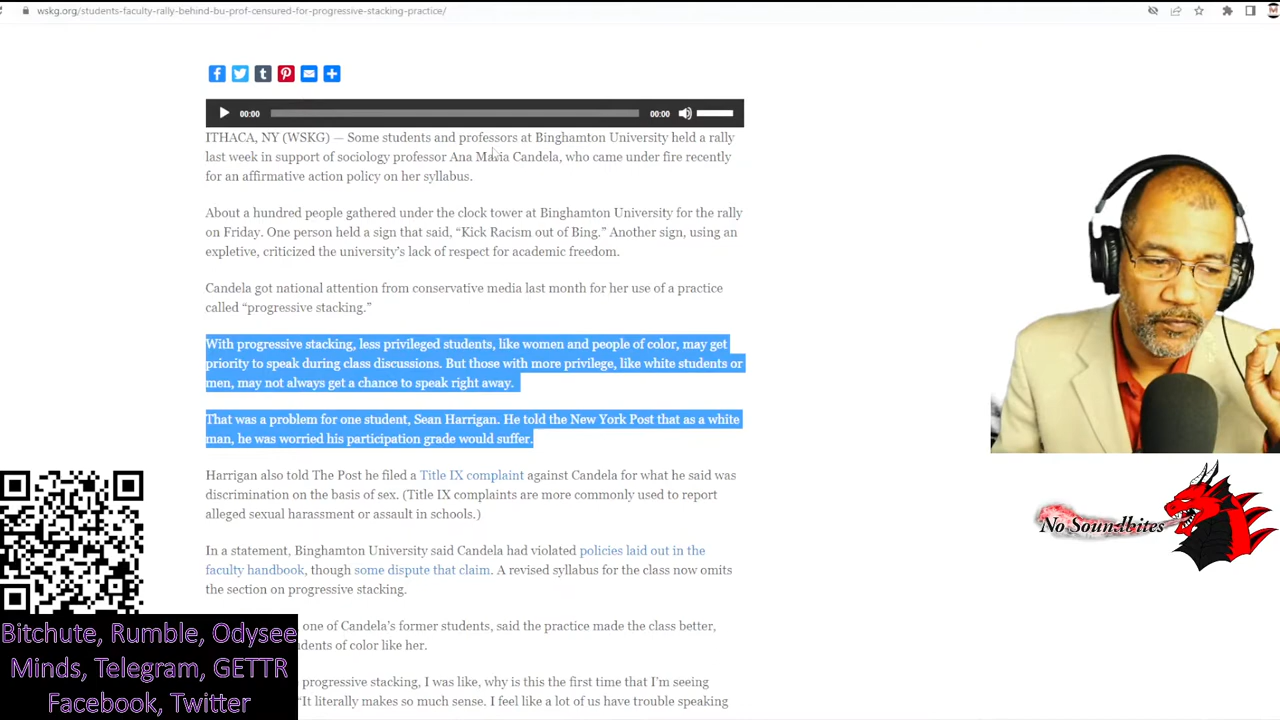 wskg.org/students-faculty-rally-behind-bu-prof-censured-for-progressive-stacking-practice/
00:00
00:00
ITHACA, NY (WSKG) — Some students and professors at Binghamton University held a rally
last week in support of sociology professor Ana Maria Candela, who came under fire recently
for an affirmative action policy on her syllabus.
About a hundred people gathered under the clock tower at Binghamton University for the rally
on Friday. One person held a sign that said, “Kick Racism out of Bing.” Another sign, using an
expletive, criticized the university’s lack of respect for academic freedom.
Candela got national attention from conservative media last month for her use of a practice
called “progressive stacking.”
With progressive stacking, less privileged students, like women and people of color, may get
priority to speak during class discussions. But those with more privilege, like white students or
men, may not always get a chance to speak right away.
That was a problem for one student, Sean Harrigan. He told the New York Post that as a white
man, he was worried his participation grade would suffer.
Harrigan also told The Post he filed a Title IX complaint against Candela for what he said was
discrimination on the basis of sex. (Title IX complaints are more commonly used to report
alleged sexual harassment or assault in schools.)
In a statement, Binghamton University said Candela had violated policies laid out in the
faculty handbook, though some dispute that claim. A revised syllabus for the class now omits
the section on progressive stacking.
one of Candela’s former students, said the practice made the class better,
udents of color like her.
progressive stacking, I was like, why is this the first time that I’m seeing
“It literally makes so much sense. I feel like a lot of us have trouble speaking
No Soundbites
Bitchute, Rumble, Odysee
Minds, Telegram, GETTR
Facebook, Twitter